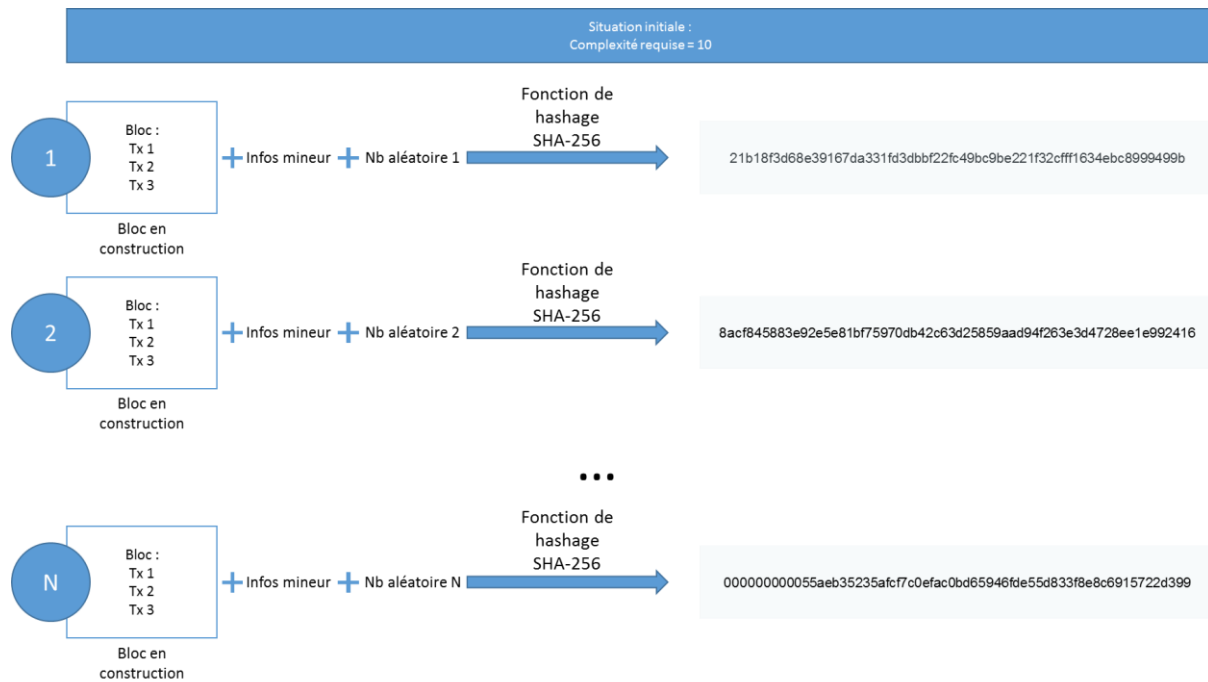 Situation initiale :
Complexité requise = 10
Fonction de
hashage
SHA-256
1
Bloc :
Tx 1
Tx 2
Tx 3
+ Infos mineur + Nb aléatoire 1
21b18f3d68e39167da331fd3dbbf22fc49bc9be221f32cfff1634ebc8999499b
Bloc en
construction
Fonction de
hashage
SHA-256
2
Bloc :
Tx 1
Tx 2
Tx 3
+ Infos mineur + Nb aléatoire 2
8acf845883e92e5e81bf75970db42c63d25859aad94f263e3d4728ee1e992416
Bloc en
construction
...
Fonction de
hashage
SHA-256
N
Bloc :
Tx 1
Tx 2
Tx 3
+ Infos mineur + Nb aléatoire N
000000000055aeb35235afcf7c0efac0bd65946fde55d833f8e8c6915722d399
Bloc en
construction